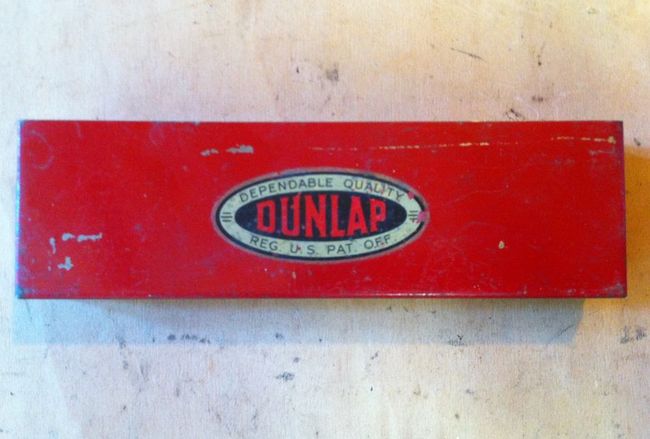 DEPENDABLE QUALITY
DUNLAP
REG. U.S. PAT. OFF.